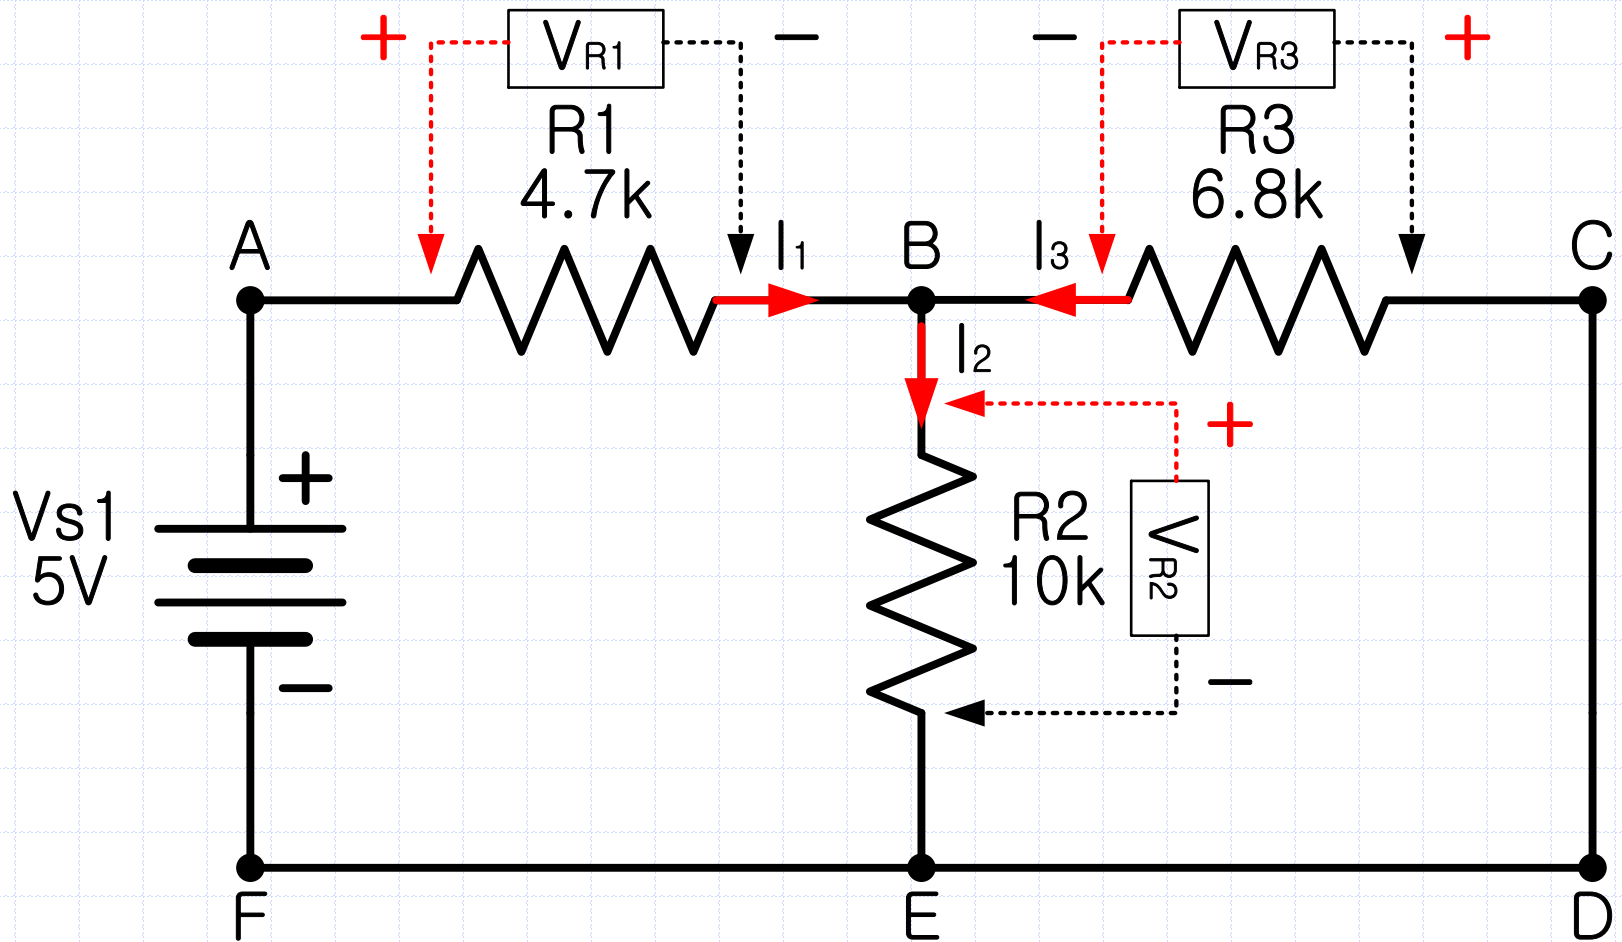 + VR1 − − VR3 +
R1 R3
4.7k 6.8k
A I1 B I3 C
I2
+
+
Vs1 R2 VR2
5V 10k
− −
F E D